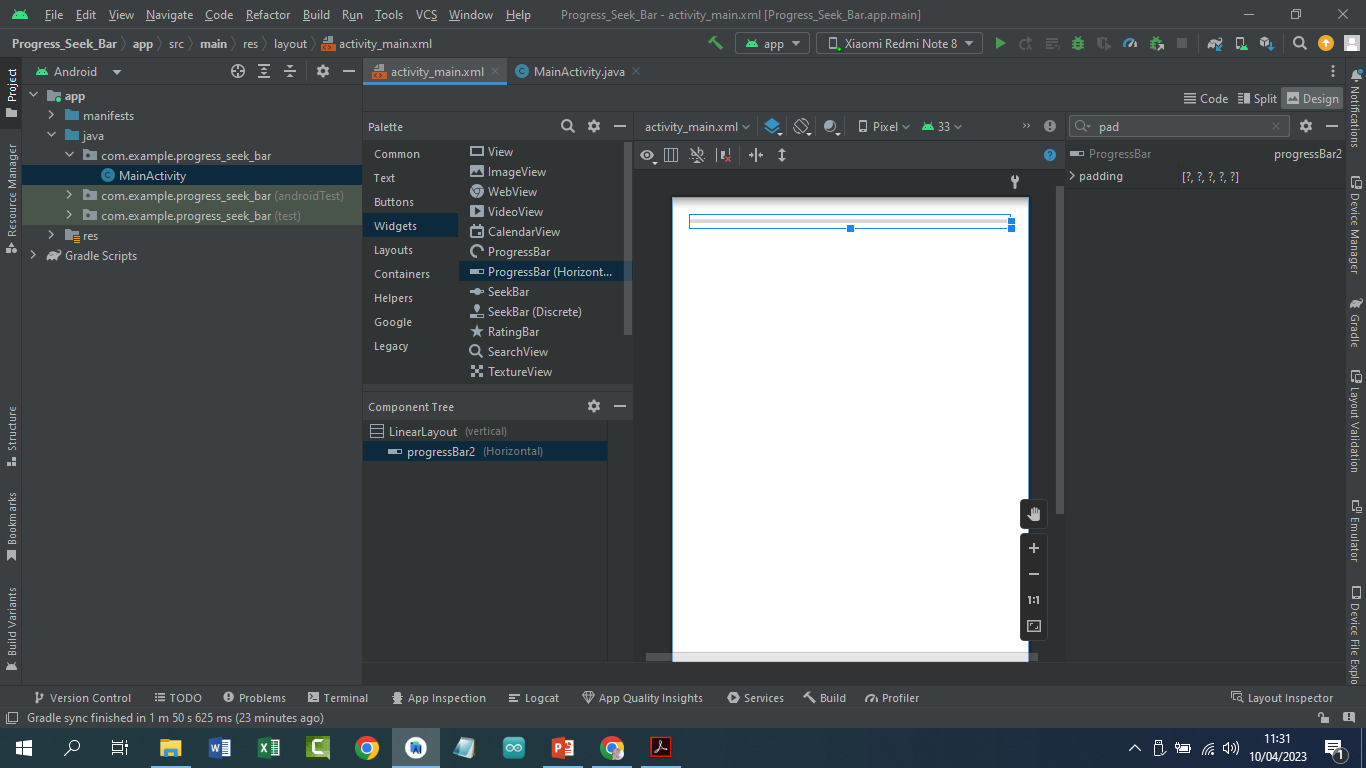 File Edit View Navigate Code Refactor Build Run Tools VCS Window Help Progress_Seek_Bar - activity_main.xml [Progress_Seek_Bar.app.main]
Progress_Seek_Bar app src main res layout activity_main.xml app Xiaomi Redmi Note 8
Android activity_main.xml MainActivity.java
Code Split Design
Project
Resource Manager
Structure
Bookmarks
Build Variants
app
manifests
java
com.example.progress_seek_bar
MainActivity
com.example.progress_seek_bar (androidTest)
com.example.progress_seek_bar (test)
res
Gradle Scripts
Palette
Common
Text
Buttons
Widgets
Layouts
Containers
Helpers
Google
Legacy
View
ImageView
WebView
VideoView
CalendarView
ProgressBar
ProgressBar (Horizont...
SeekBar
SeekBar (Discrete)
RatingBar
SearchView
TextureView
Component Tree
LinearLayout (vertical)
progressBar2 (Horizontal)
activity_main.xml Pixel 33
1:1
pad
ProgressBar progressBar2
padding [?, ?, ?, ?, ?]
Notifications
Device Manager
Gradle
Layout Validation
Emulator
Device File Explo
Version Control TODO Problems Terminal App Inspection Logcat App Quality Insights Services Build Profiler Layout Inspector
Gradle sync finished in 1 m 50 s 625 ms (23 minutes ago)
11:31
10/04/2023
1